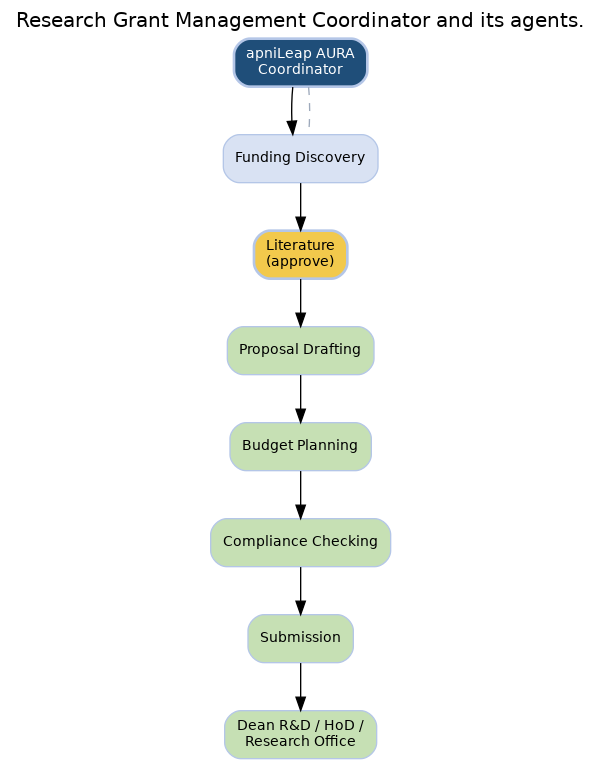 Research Grant Management Coordinator and its agents.
apniLeap AURA
Coordinator
Funding Discovery
Literature
(approve)
Proposal Drafting
Budget Planning
Compliance Checking
Submission
Dean R&D / HoD /
Research Office